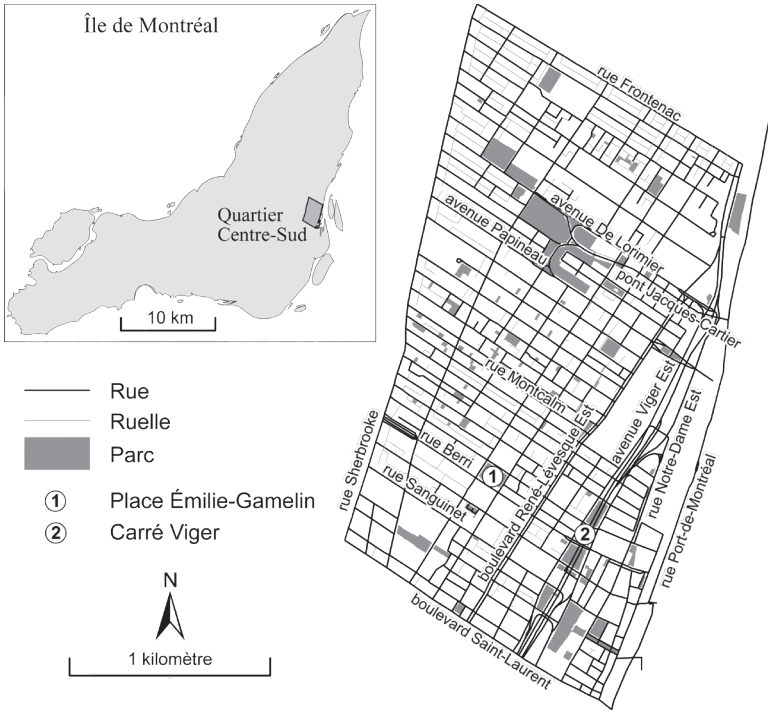 Île de Montréal
Quartier
Centre-Sud
10 km
Rue
Ruelle
Parc
1 Place Émilie-Gamelin
2 Carré Viger
N
1 kilomètre
rue Frontenac
avenue De Lorimier
avenue Papineau
pont Jacques-Cartier
rue Montcalm
avenue Viger Est
boulevard René-Lévesque Est
rue Notre-Dame Est
rue Port-de-Montréal
rue Sherbrooke
rue Berri
1
rue Sanguinet
2
boulevard Saint-Laurent